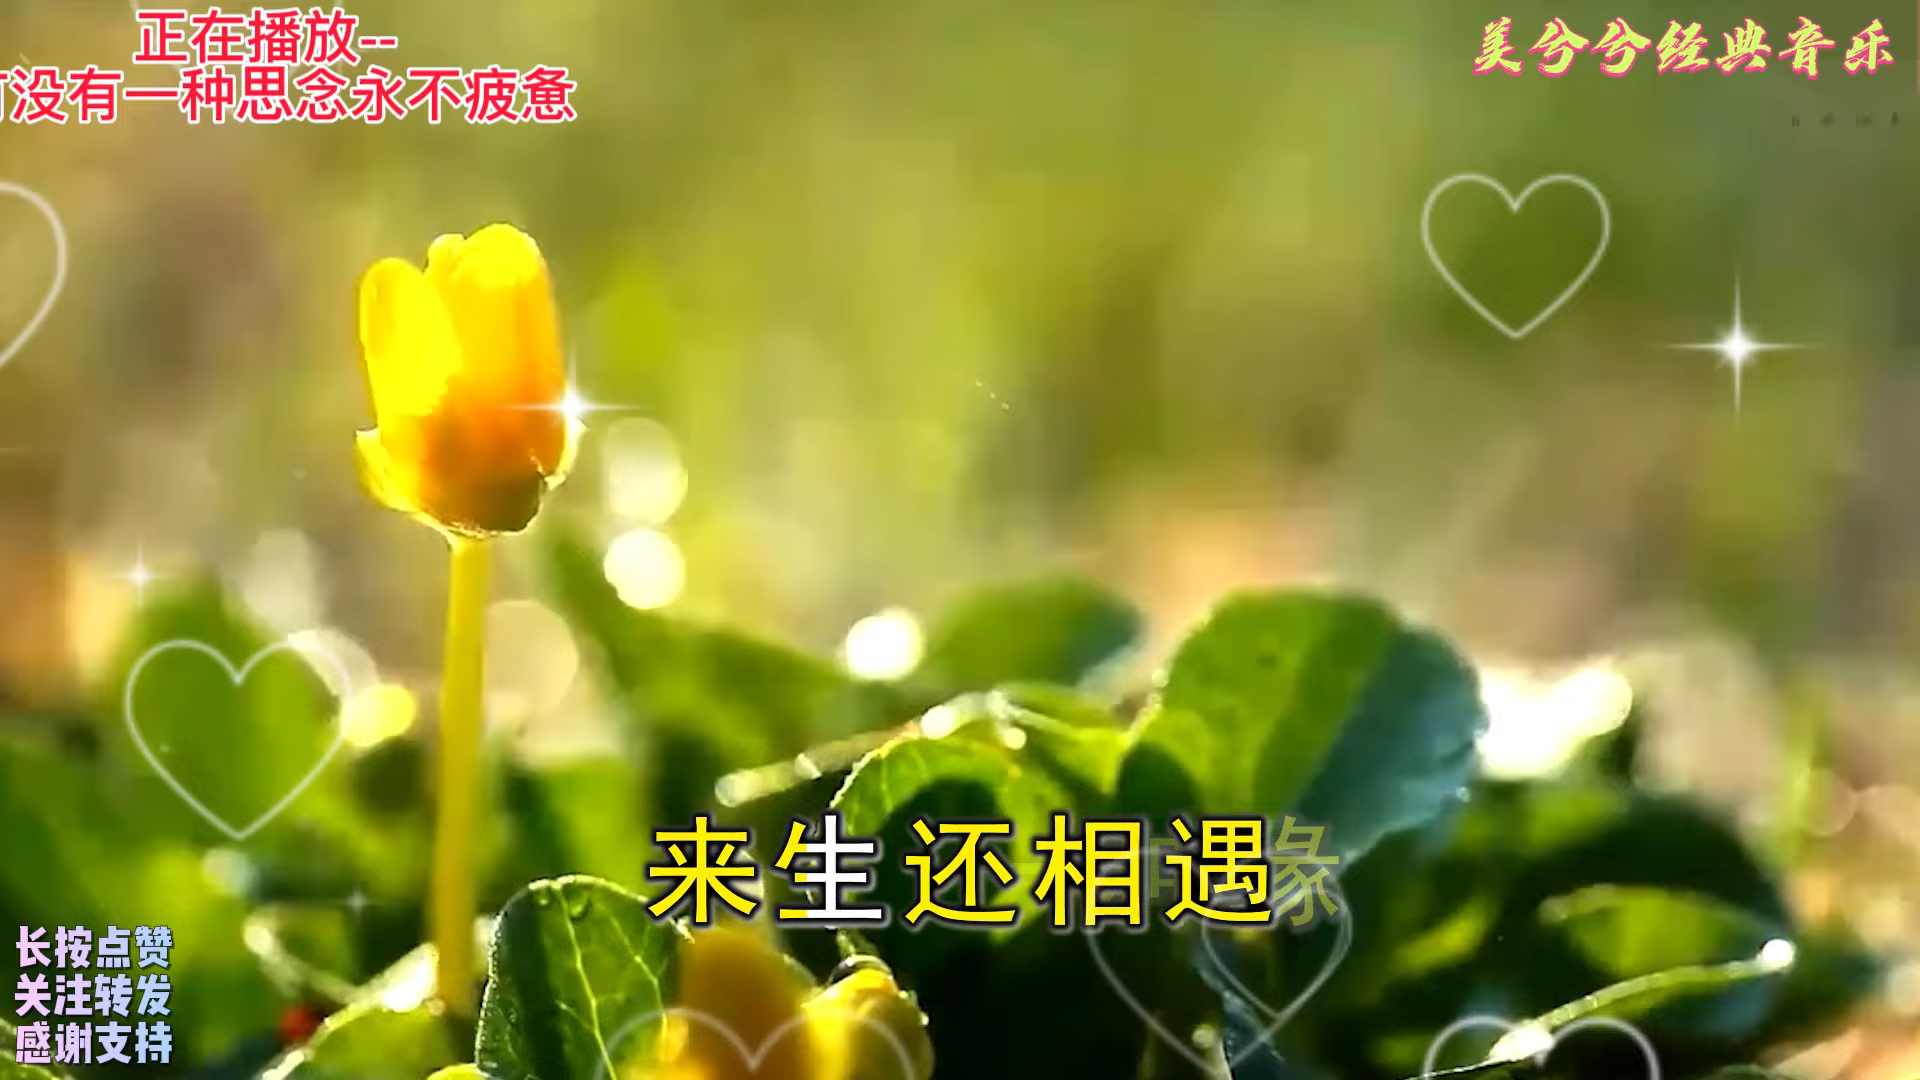 正在播放--
有没有一种思念永不疲惫
美兮兮经典音乐
来生还相遇
缘
长按点赞
关注转发
感谢支持